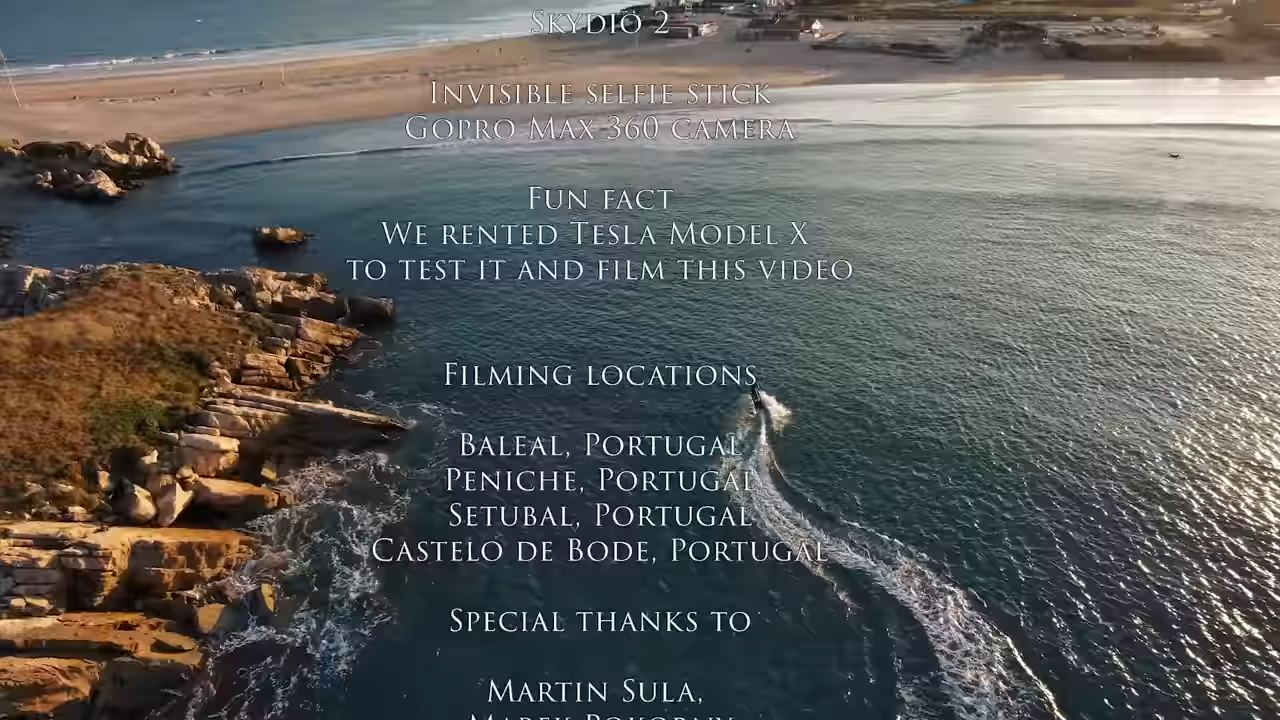 Skydio 2
Invisible selfie stick
Gopro Max 360 camera
Fun fact
We rented Tesla Model X
to test it and film this video
Filming locations
Baleal, Portugal
Peniche, Portugal
Setubal, Portugal
Castelo de Bode, Portugal
Special thanks to
Martin Sula,
Marek Pokorny